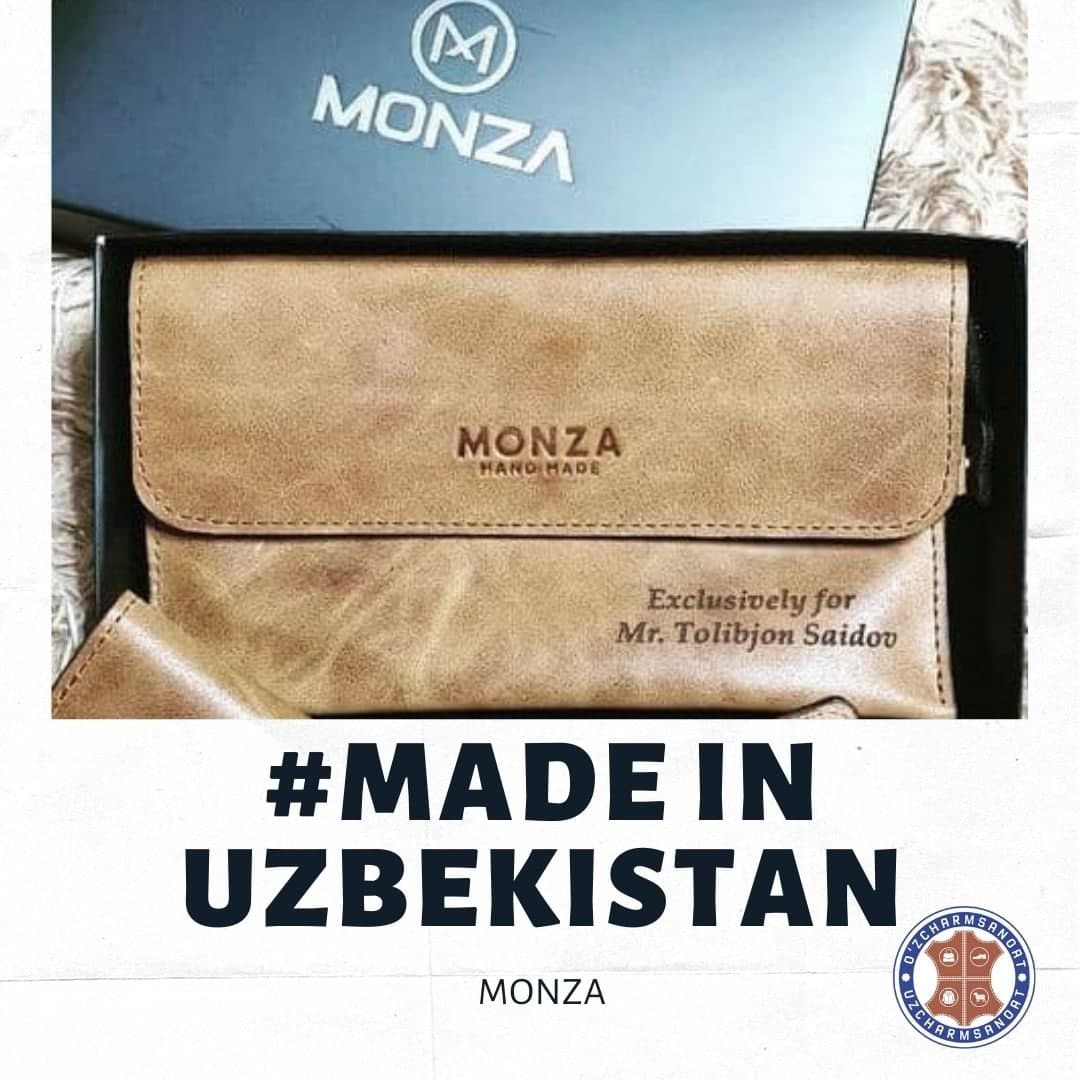 MONZA
MONZA
HAND MADE
Exclusively for
Mr. Tolibjon Saidov
#MADE IN
UZBEKISTAN
MONZA
O'ZCHARMSANOAT
UZCHARMSANOAT